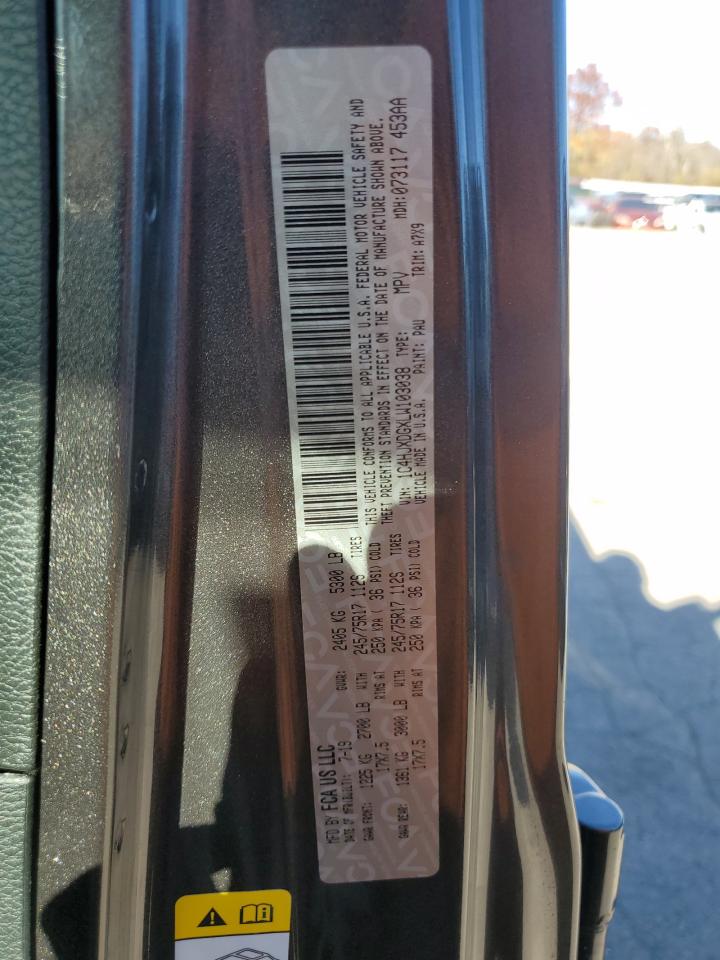 MFD BY FCA US LLC
DATE OF MFR(BUILT): 7-19 GVWR: 2405 KG 5300 LB
GAWR FRONT: 1225 KG 2700 LB WITH 245/75R17 112S TIRES
17X7.5 RIMS AT 250 KPA ( 36 PSI) COLD
GAWR REAR: 1361 KG 3000 LB WITH 245/75R17 112S TIRES
17X7.5 RIMS AT 250 KPA ( 36 PSI) COLD
THIS VEHICLE CONFORMS TO ALL APPLICABLE U.S.A. FEDERAL MOTOR VEHICLE SAFETY AND
THEFT PREVENTION STANDARDS IN EFFECT ON THE DATE OF MANUFACTURE SHOWN ABOVE.
VIN: 1C4HJXDGXLW103038 TYPE: MPV MDH:073117 453AA
VEHICLE MADE IN U.S.A. PAINT: PAU TRIM: A7X9